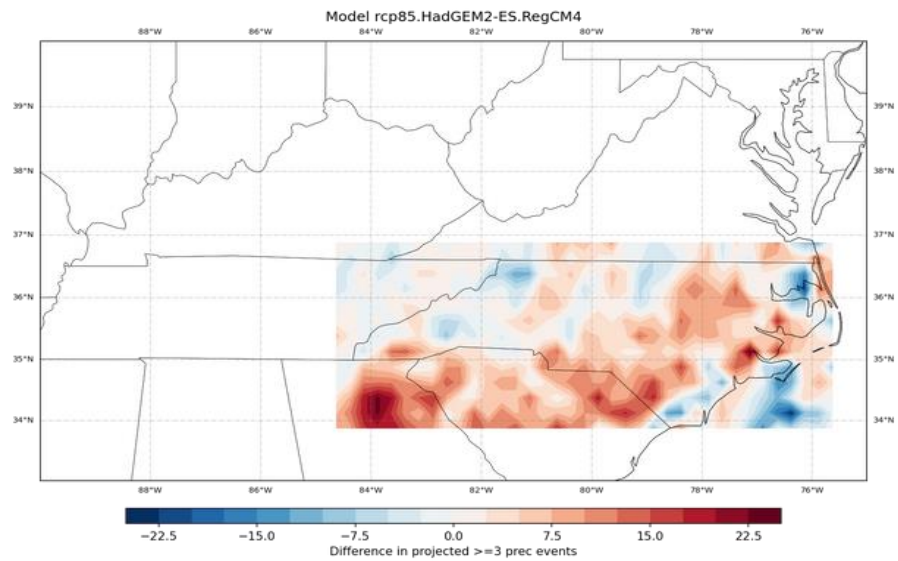 Model rcp85.HadGEM2-ES.RegCM4
88°W 86°W 84°W 82°W 80°W 78°W 76°W
39°N 39°N
38°N 38°N
37°N 37°N
36°N 36°N
35°N 35°N
34°N 34°N
88°W 86°W 84°W 82°W 80°W 78°W 76°W
−22.5 −15.0 −7.5 0.0 7.5 15.0 22.5
Difference in projected >=3 prec events